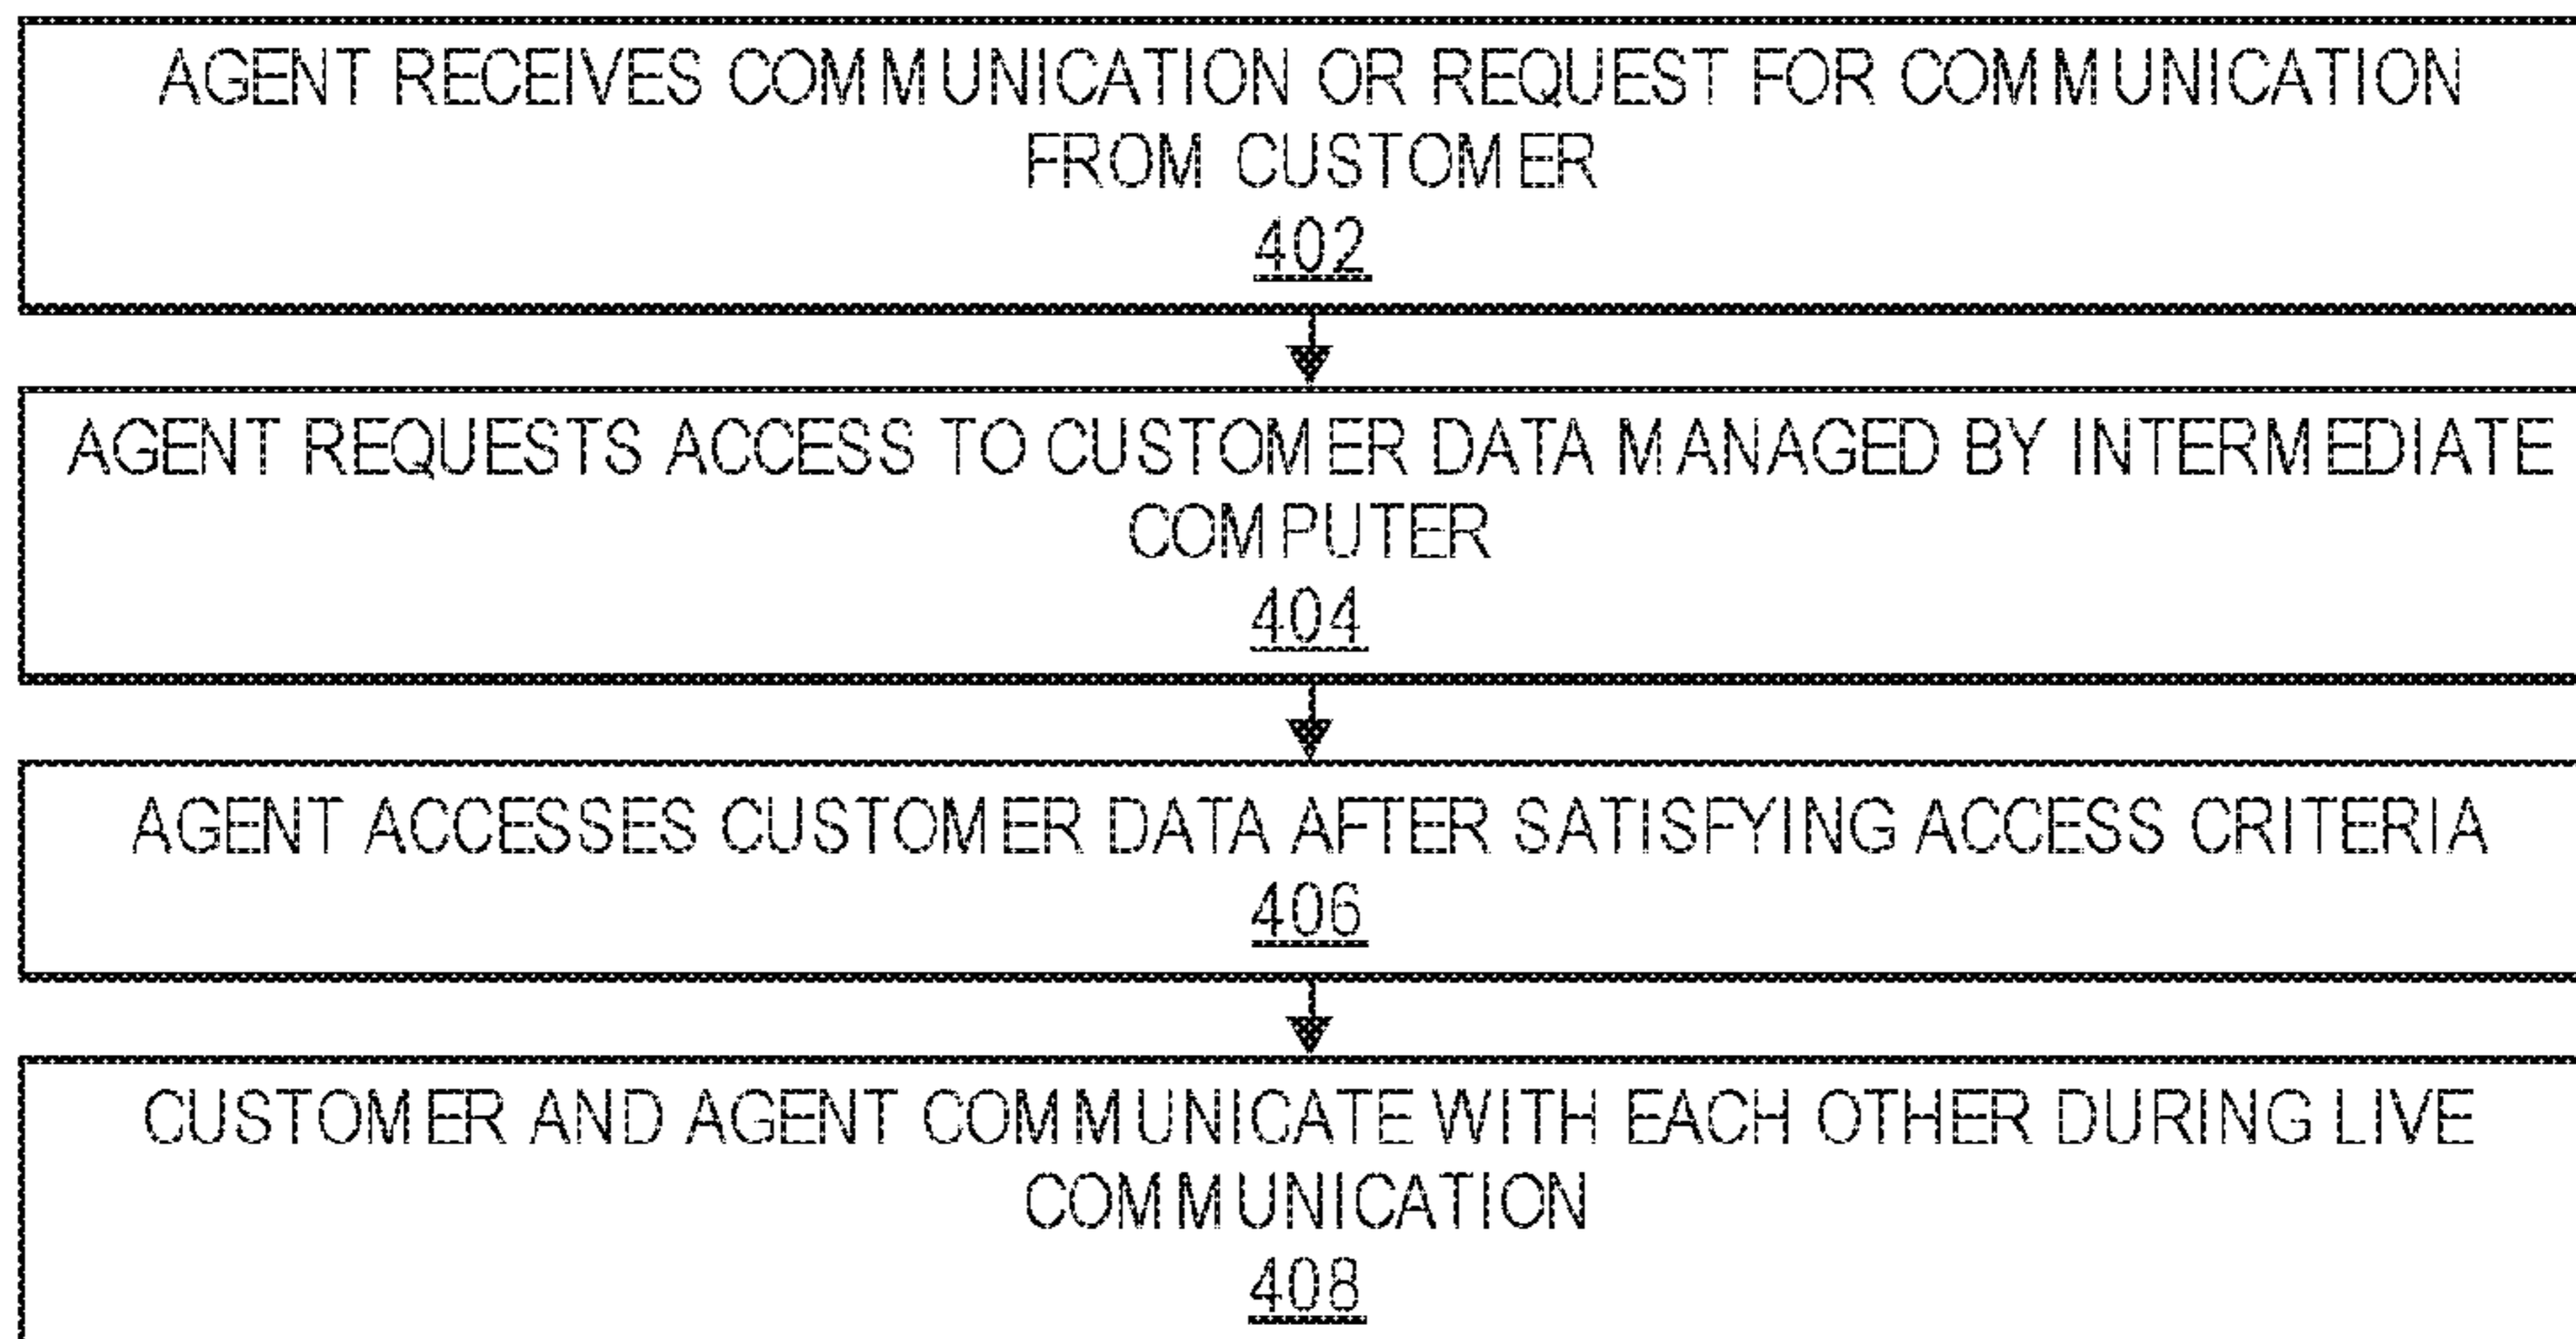 AGENT RECEIVES COMMUNICATION OR REQUEST FOR COMMUNICATION
FROM CUSTOMER
402
AGENT REQUESTS ACCESS TO CUSTOMER DATA MANAGED BY INTERMEDIATE
COMPUTER
404
AGENT ACCESSES CUSTOMER DATA AFTER SATISFYING ACCESS CRITERIA
406
CUSTOMER AND AGENT COMMUNICATE WITH EACH OTHER DURING LIVE
COMMUNICATION
408